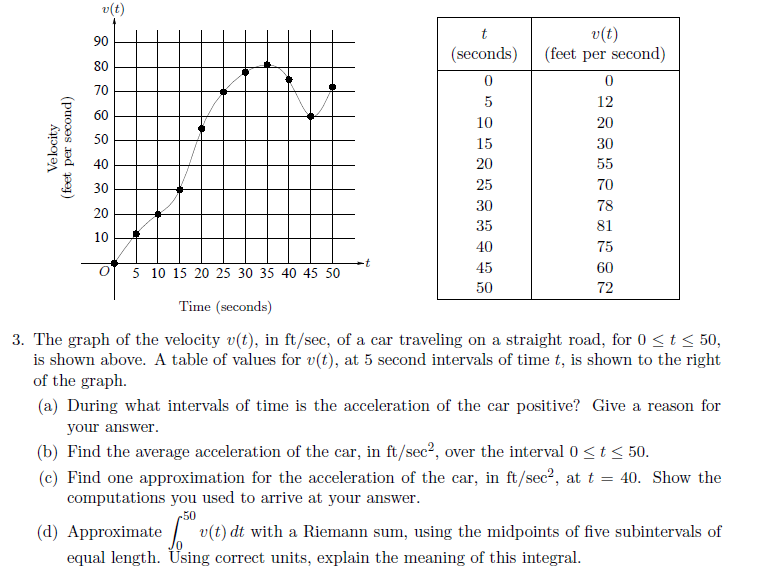 v(t)
90
80
70
60
50
40
30
20
10
Velocity
(feet per second)
O 5 10 15 20 25 30 35 40 45 50
t
Time (seconds)
t v(t)
(seconds) (feet per second)
0 0
5 12
10 20
15 30
20 55
25 70
30 78
35 81
40 75
45 60
50 72
3. The graph of the velocity v(t), in ft/sec, of a car traveling on a straight road, for 0 ≤ t ≤ 50,
is shown above. A table of values for v(t), at 5 second intervals of time t, is shown to the right
of the graph.
(a) During what intervals of time is the acceleration of the car positive? Give a reason for
your answer.
(b) Find the average acceleration of the car, in ft/sec², over the interval 0 ≤ t ≤ 50.
(c) Find one approximation for the acceleration of the car, in ft/sec², at t = 40. Show the
computations you used to arrive at your answer.
(d) Approximate ∫₀⁵⁰ v(t) dt with a Riemann sum, using the midpoints of five subintervals of
equal length. Using correct units, explain the meaning of this integral.